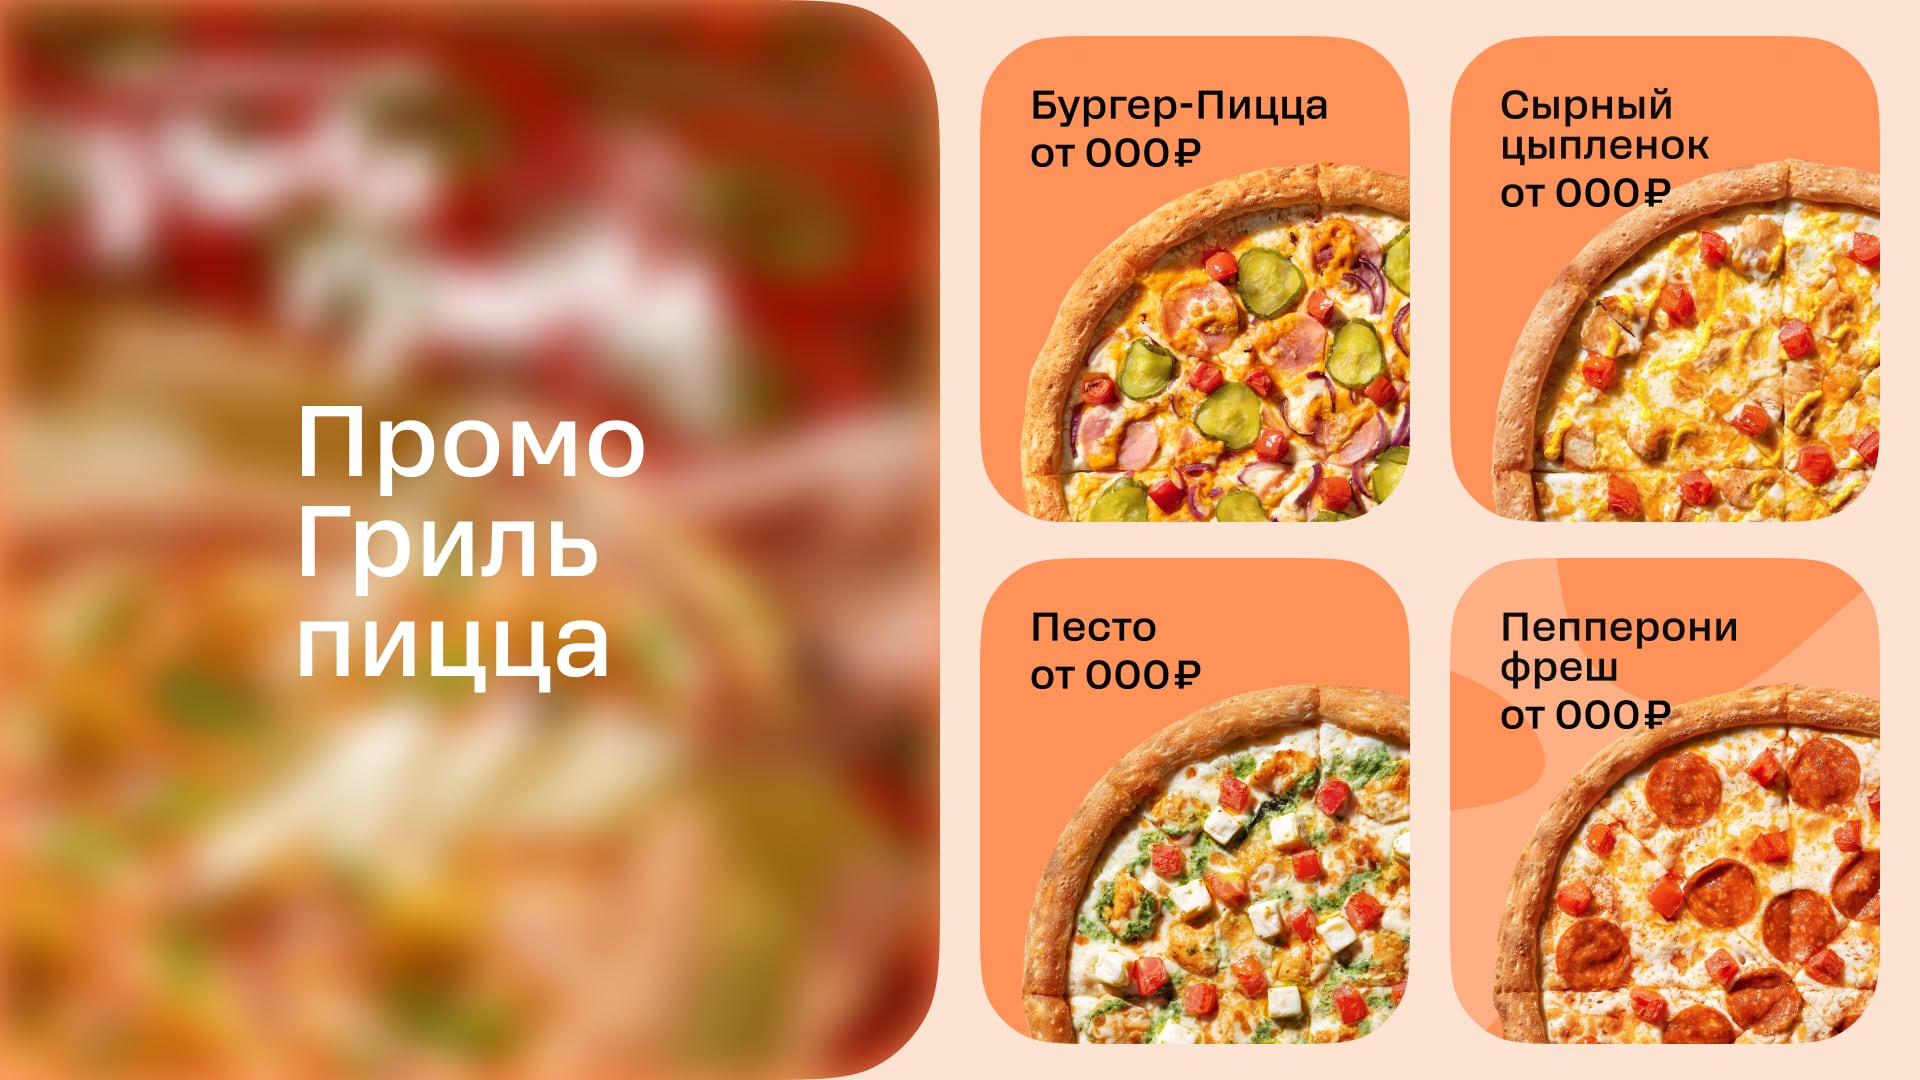 Промо
Гриль
пицца
Бургер-Пицца
от 000₽
Сырный
цыпленок
от 000₽
Песто
от 000₽
Пепперони
фреш
от 000₽